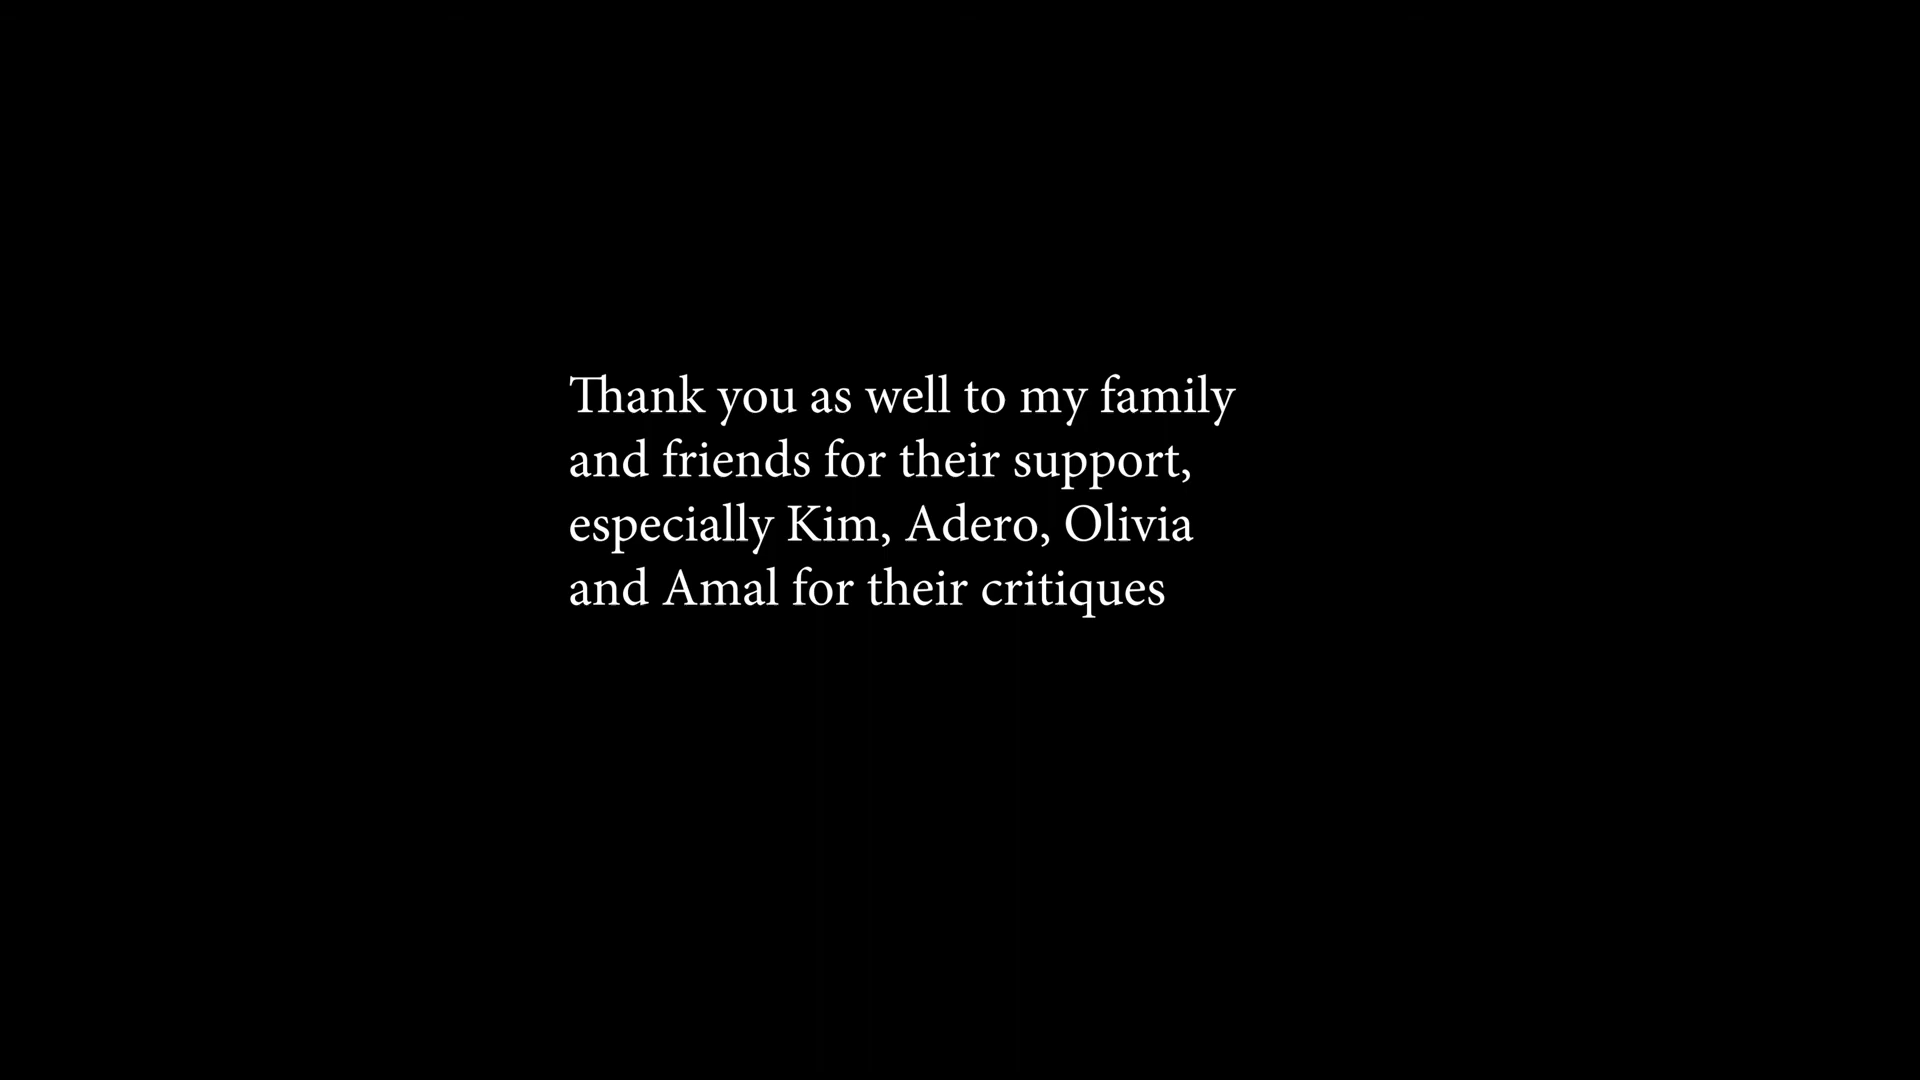 Thank you as well to my family
and friends for their support,
especially Kim, Adero, Olivia
and Amal for their critiques